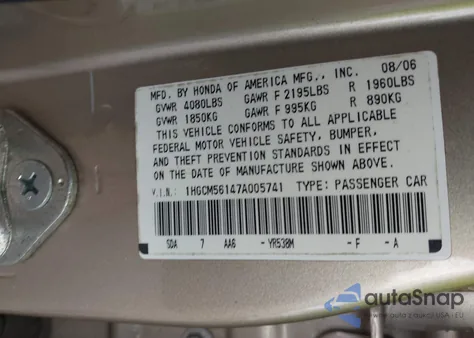 MFD. BY HONDA OF AMERICA MFG., INC. 08/06
GVWR 4080LBS GAWR F 2195LBS R 1960LBS
GVWR 1850KG GAWR F 995KG R 890KG
THIS VEHICLE CONFORMS TO ALL APPLICABLE
FEDERAL MOTOR VEHICLE SAFETY, BUMPER,
AND THEFT PREVENTION STANDARDS IN EFFECT
ON THE DATE OF MANUFACTURE SHOWN ABOVE.
V.I.N.: 1HGCM56147A005741 TYPE: PASSENGER CAR
SDA 7 AA6 - YR538M - F - A
autoSnap